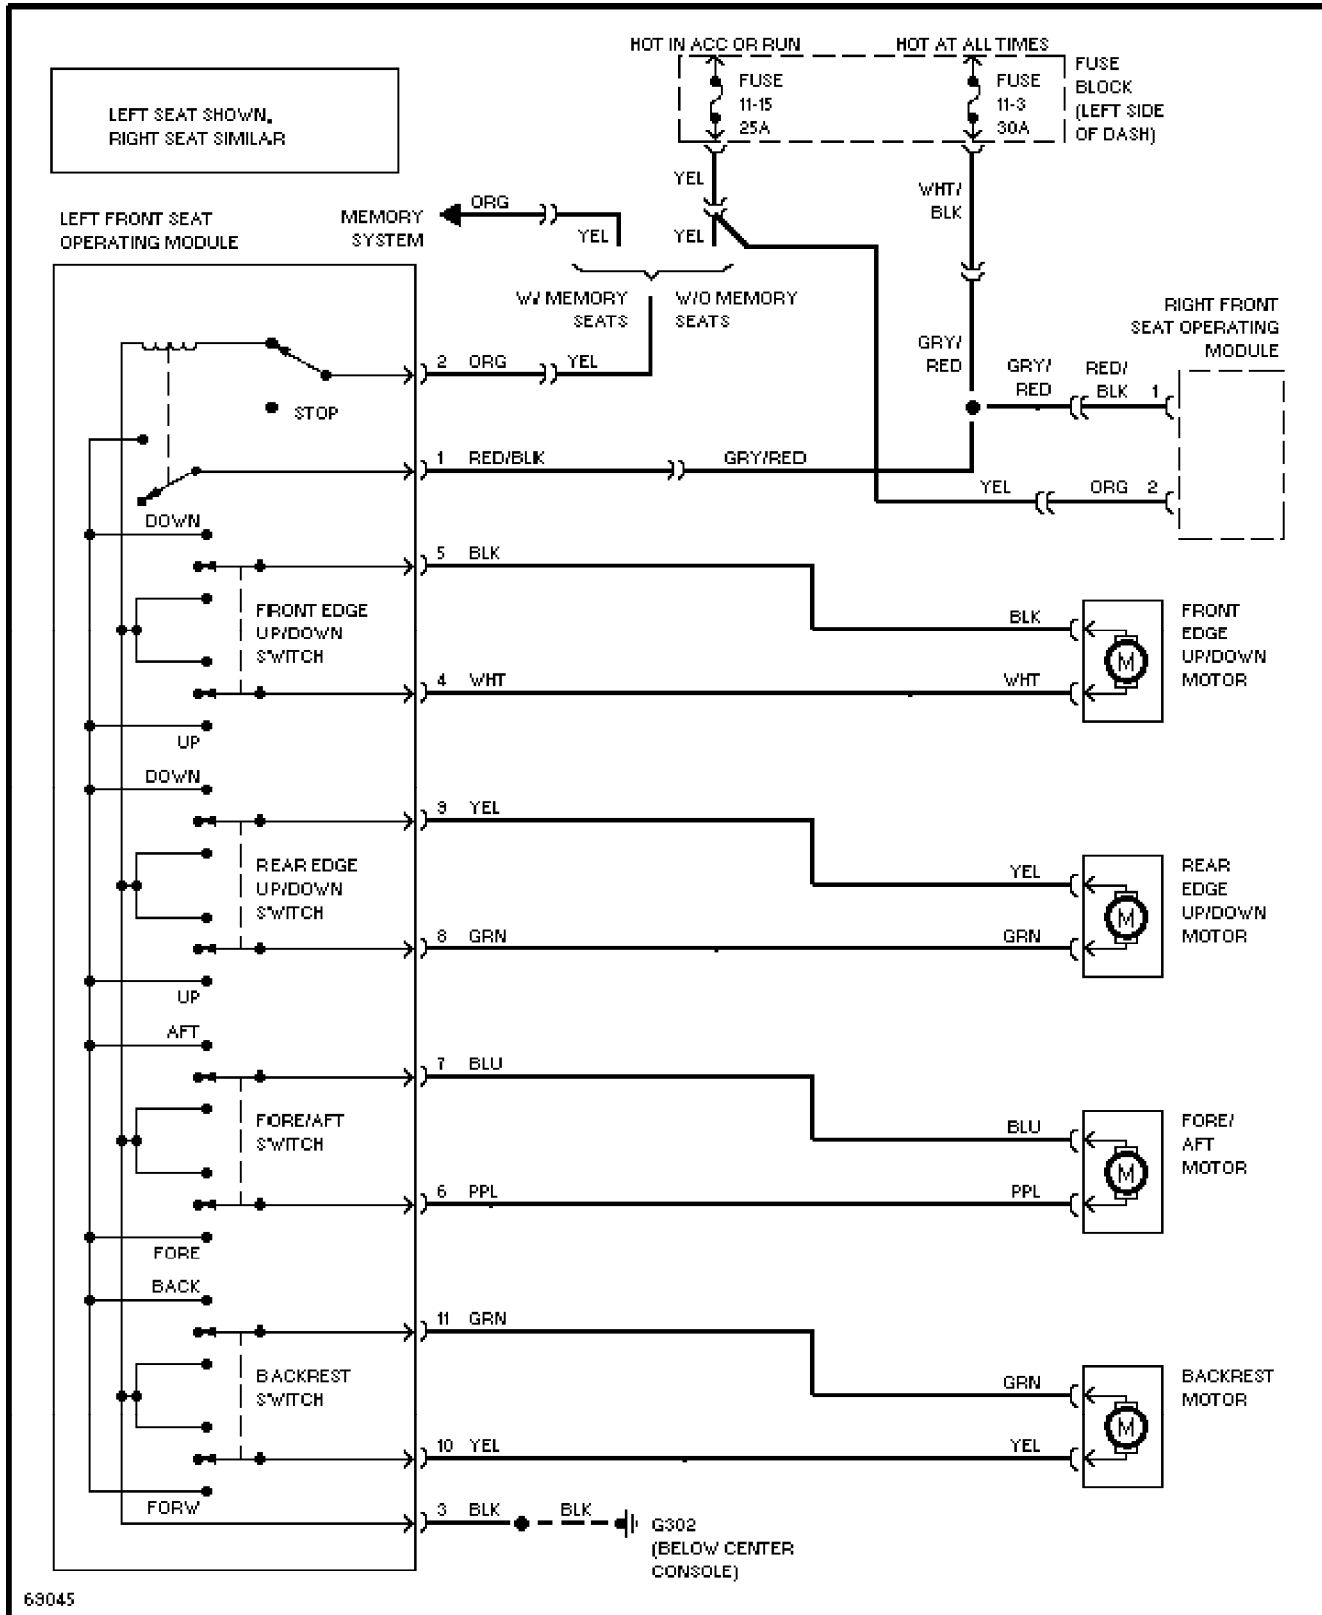 HOT IN ACC OR RUN
HOT AT ALL TIMES
FUSE
11-15
25A
FUSE
11-3
30A
FUSE
BLOCK
(LEFT SIDE
OF DASH)
LEFT SEAT SHOWN,
RIGHT SEAT SIMILAR
YEL
WHT/
BLK
LEFT FRONT SEAT
OPERATING MODULE
MEMORY
SYSTEM
ORG
YEL
YEL
W/ MEMORY
SEATS
W/O MEMORY
SEATS
RIGHT FRONT
SEAT OPERATING
MODULE
GRY/
RED
GRY/
RED
RED/
BLK
1
2
ORG
YEL
STOP
1
RED/BLK
GRY/RED
YEL
ORG
2
DOWN
5
BLK
FRONT EDGE
UP/DOWN
SWITCH
BLK
FRONT
EDGE
UP/DOWN
MOTOR
M
4
WHT
WHT
UP
DOWN
9
YEL
REAR EDGE
UP/DOWN
SWITCH
YEL
REAR
EDGE
UP/DOWN
MOTOR
M
8
GRN
GRN
UP
AFT
7
BLU
FORE/AFT
SWITCH
BLU
FORE/
AFT
MOTOR
M
6
PPL
PPL
FORE
BACK
11
GRN
BACKREST
SWITCH
GRN
BACKREST
MOTOR
M
10
YEL
YEL
FORW
3
BLK
BLK
G302
(BELOW CENTER
CONSOLE)
69045